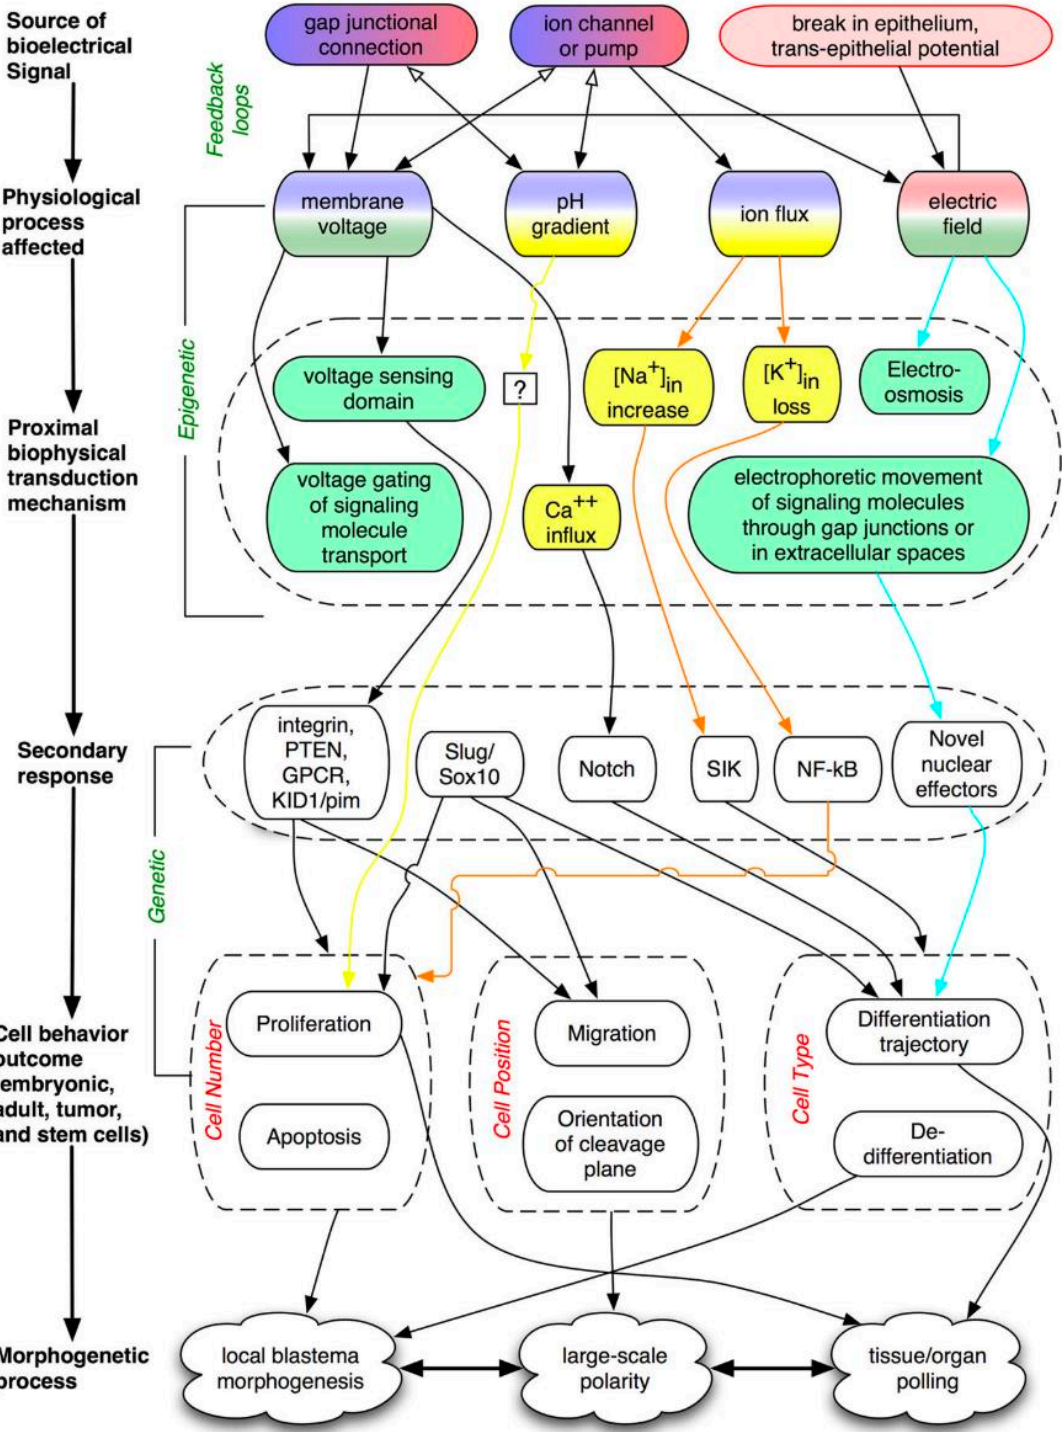 Source of
bioelectrical
Signal
gap junctional
connection
ion channel
or pump
break in epithelium,
trans-epithelial potential
Feedback
loops
Physiological
process
affected
membrane
voltage
pH
gradient
ion flux
electric
field
Epigenetic
Proximal
biophysical
transduction
mechanism
voltage sensing
domain
?
[Na+]in
increase
[K+]in
loss
Electro-
osmosis
voltage gating
of signaling
molecule
transport
Ca++
influx
electrophoretic movement
of signaling molecules
through gap junctions or
in extracellular spaces
Secondary
response
integrin,
PTEN,
GPCR,
KID1/pim
Slug/
Sox10
Notch
SIK
NF-kB
Novel
nuclear
effectors
Genetic
Cell behavior
outcome
embryonic,
adult, tumor,
and stem cells)
Cell Number
Proliferation
Apoptosis
Cell Position
Migration
Orientation
of cleavage
plane
Cell Type
Differentiation
trajectory
De-
differentiation
Morphogenetic
process
local blastema
morphogenesis
large-scale
polarity
tissue/organ
polling